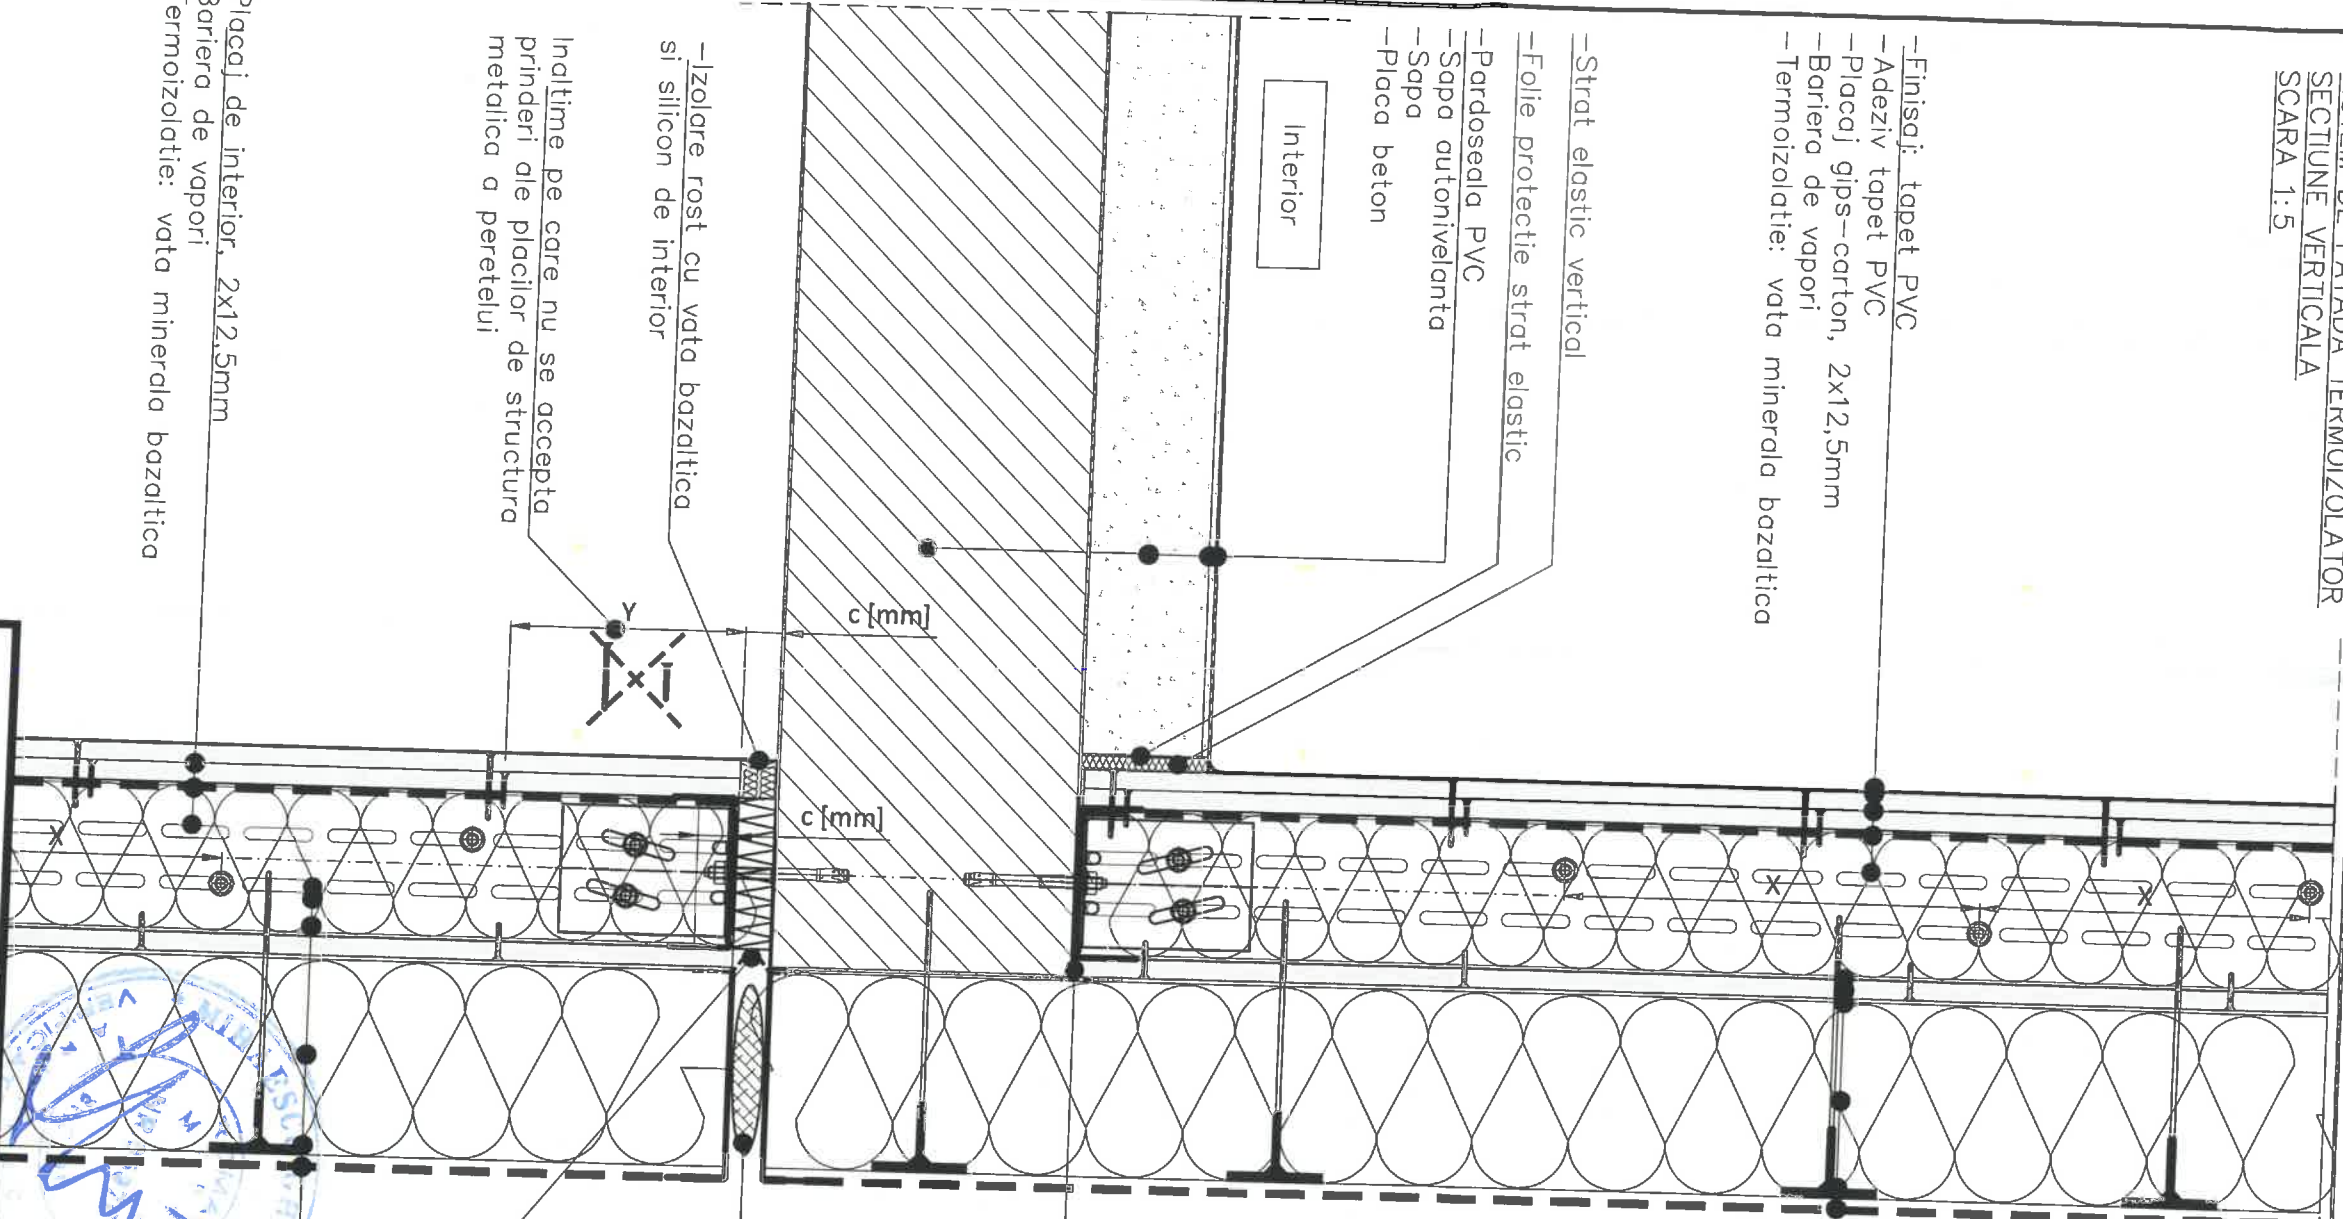 SECTIUNE VERTICALA
SCARA 1:5
-Finisaj: tapet PVC
-Adeziv tapet PVC
-Placaj gips-carton, 2x12,5mm
-Bariera de vapori
-Termoizolatie: vata minerala bazaltica
-Strat elastic vertical
-Folie protectie strat elastic
-Pardoseala PVC
-Sapa autonivelanta
-Sapa
-Placa beton
Interior
-Izolare rost cu vata bazaltica
si silicon de interior
Inaltime pe care nu se accepta
prinderi ale placilor de structura
metalica a peretelui
Placaj de interior, 2x12,5mm
Bariera de vapori
ermoizolatie: vata minerala bazaltica
c [mm]
Y
c [mm]
X
X
X